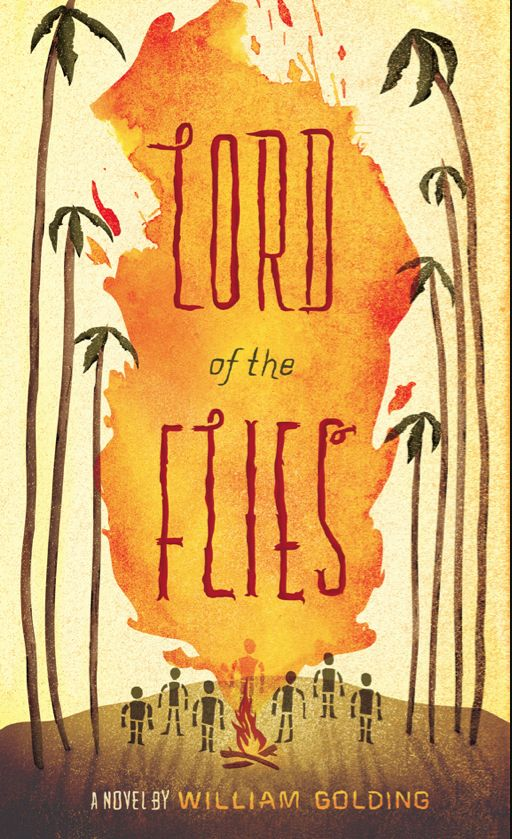 LORD
of the
FLIES
A NOVEL BY WILLIAM GOLDING